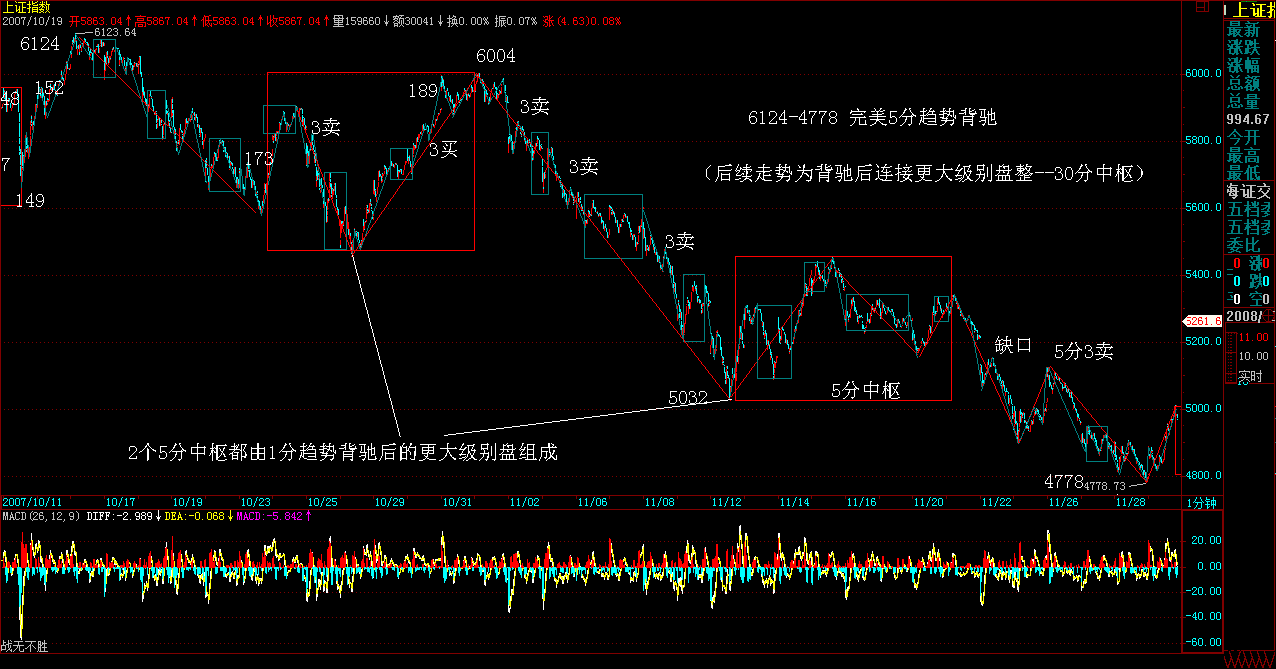 上证指数
2007/10/19 开5883.04↑高5887.04↑低5883.04↑收5887.04↑量159660↓额30041↓换0.00% 振0.07% 涨(4.83)0.08%
6124
6123.64
6004
152
189
3卖
6124-4778 完美5分趋势背驰
3卖
3买
173
7
3卖
(后续走势为背驰后连接更大级别盘整--30分中枢)
149
3卖
缺口
5分3卖
5032
5分中枢
2个5分中枢都由1分趋势背驰后的更大级别盘组成
4778
4778.73
6000.0
5800.0
5600.0
5400.0
5261.6
5200.0
5000.0
4800.0
2007/10/11 10/17 10/19 10/23 10/25 10/29 10/31 11/02 11/06 11/08 11/12 11/14 11/16 11/20 11/22 11/26 11/28 1分钟
MACD(26,12,9) DIFF:-2.989↓DEA:-0.068↓MACD:-5.842↑
20.00
0.00
-20.00
-40.00
-60.00
战无不胜
上证指
最新
涨跌
涨幅
总额
总量
994.67
今开
最高
最低
海证交
五档
五档
委比
0 涨0
0 跌0
0 空0
2008/
11.00
10.00
实时